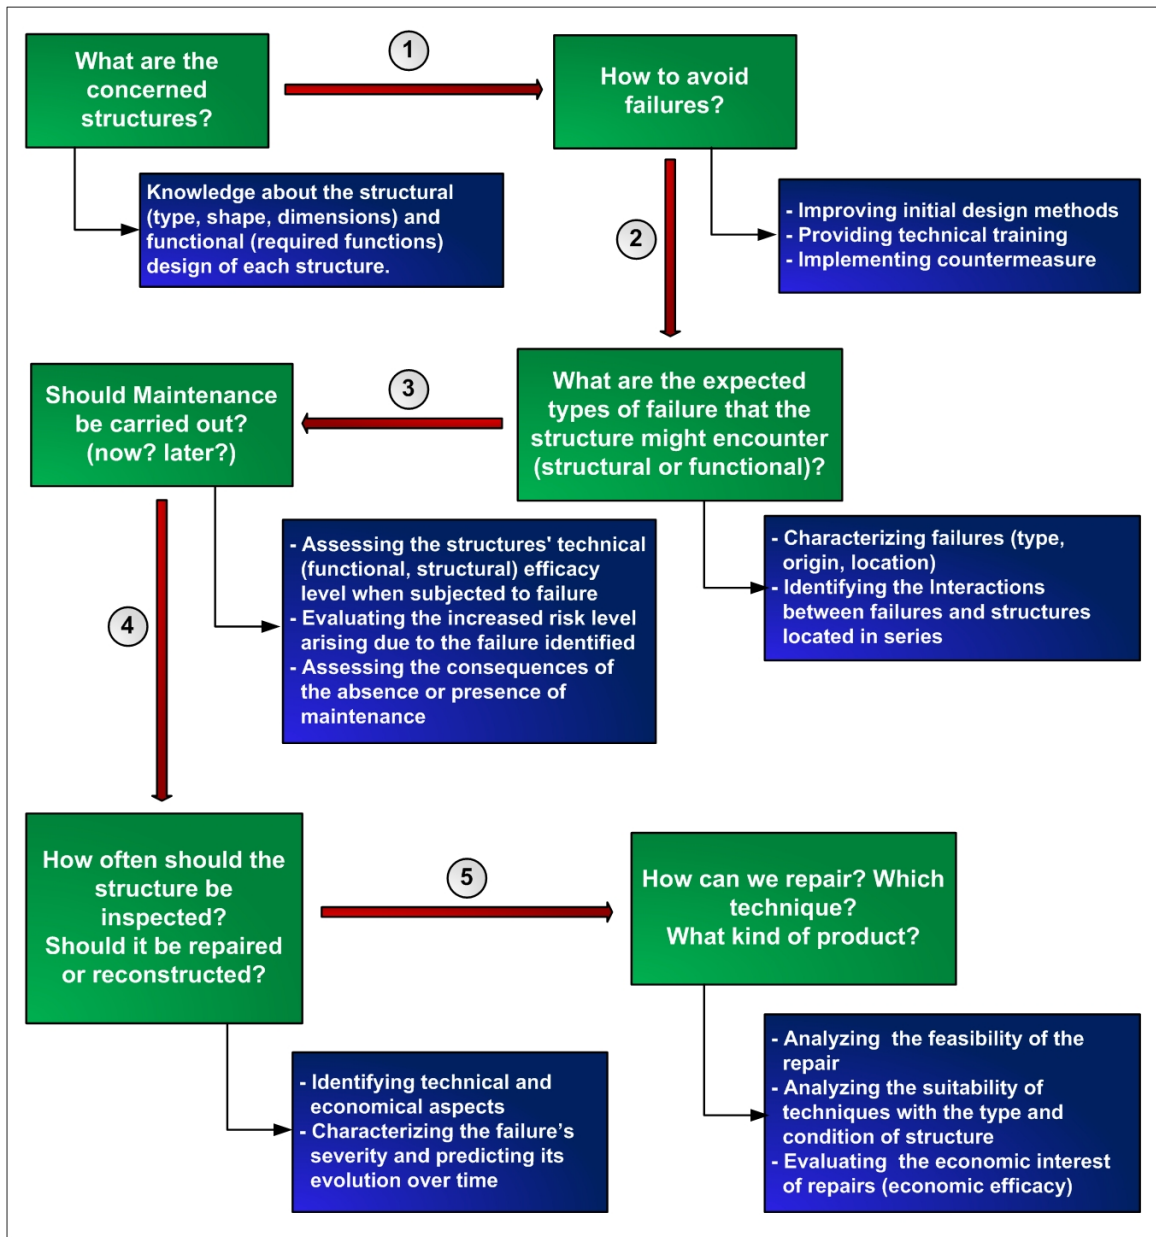 What are the
concerned
structures?
1
How to avoid
failures?
Knowledge about the structural
(type, shape, dimensions) and
functional (required functions)
design of each structure.
2
- Improving initial design methods
- Providing technical training
- Implementing countermeasure
Should Maintenance
be carried out?
(now? later?)
3
What are the expected
types of failure that the
structure might encounter
(structural or functional)?
- Assessing the structures' technical
(functional, structural) efficacy
level when subjected to failure
- Evaluating the increased risk level
arising due to the failure identified
- Assessing the consequences of
the absence or presence of
maintenance
- Characterizing failures (type,
origin, location)
- Identifying the Interactions
between failures and structures
located in series
4
How often should the
structure be
inspected?
Should it be repaired
or reconstructed?
5
How can we repair? Which
technique?
What kind of product?
- Identifying technical and
economical aspects
- Characterizing the failure’s
severity and predicting its
evolution over time
- Analyzing  the feasibility of the
repair
- Analyzing the suitability of
techniques with the type and
condition of structure
- Evaluating  the economic interest
of repairs (economic efficacy)